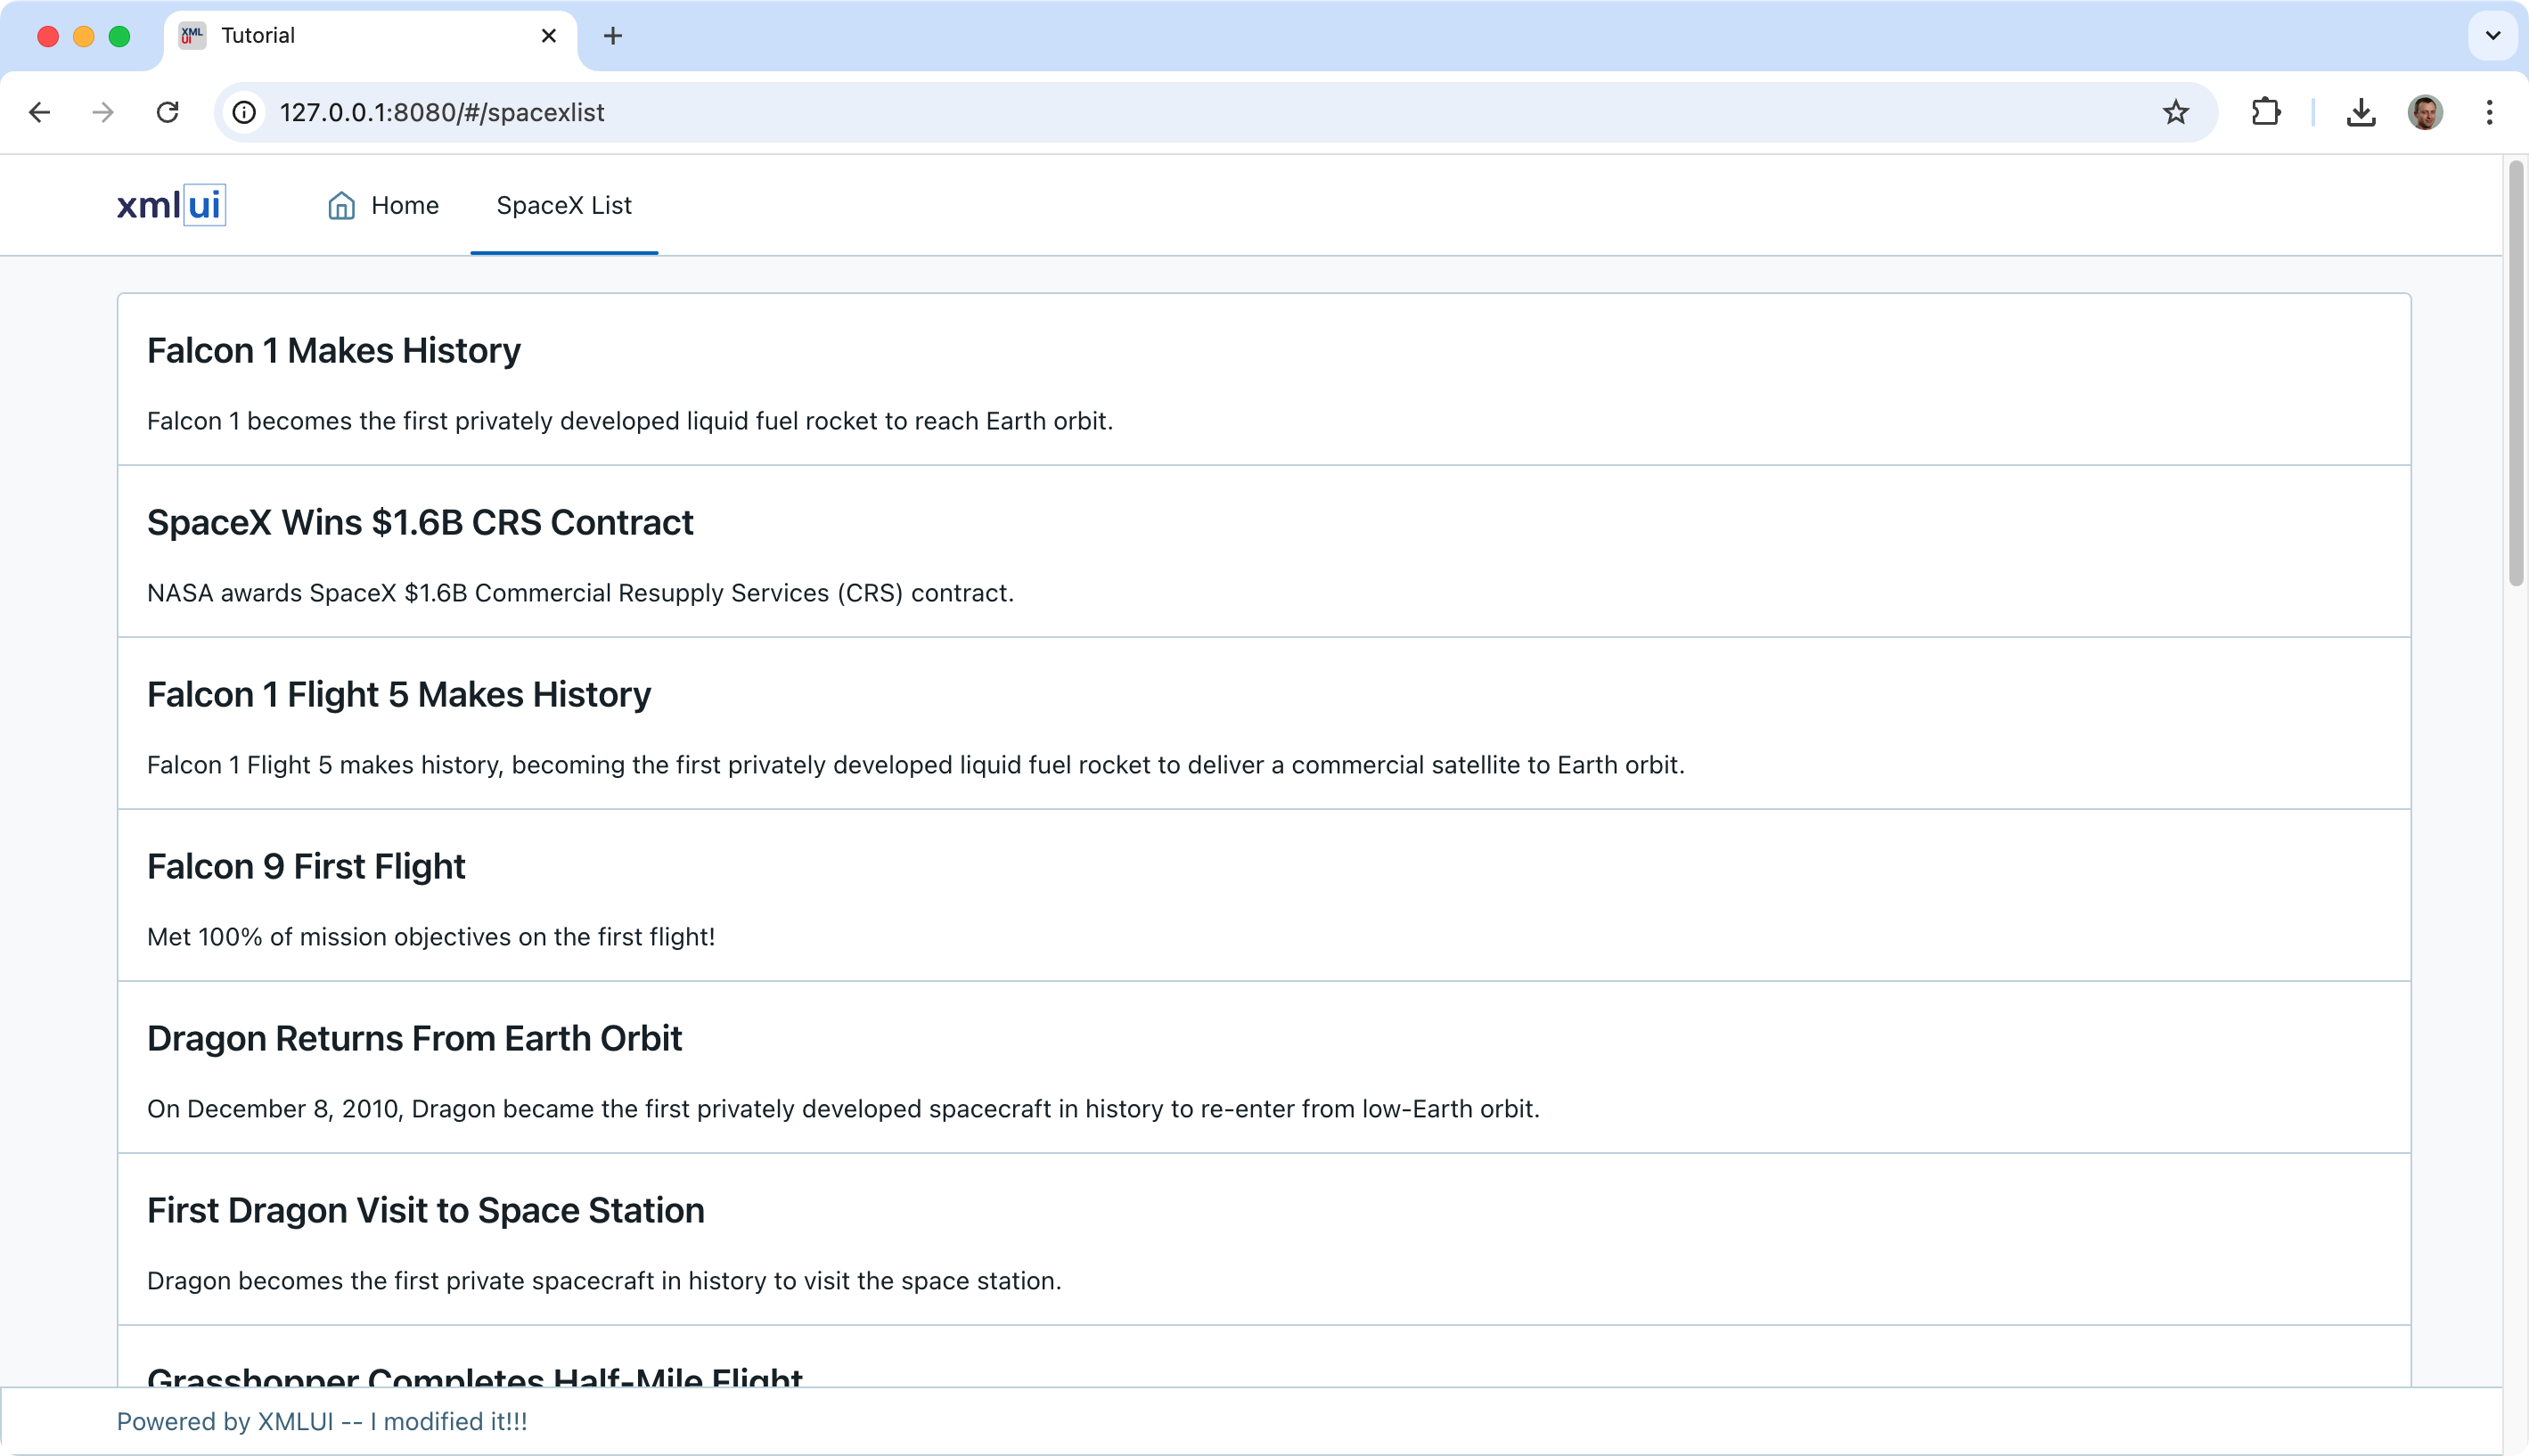 XML
UI
Tutorial
127.0.0.1:8080/#/spacexlist
xmlui
Home
SpaceX List
Falcon 1 Makes History
Falcon 1 becomes the first privately developed liquid fuel rocket to reach Earth orbit.
SpaceX Wins $1.6B CRS Contract
NASA awards SpaceX $1.6B Commercial Resupply Services (CRS) contract.
Falcon 1 Flight 5 Makes History
Falcon 1 Flight 5 makes history, becoming the first privately developed liquid fuel rocket to deliver a commercial satellite to Earth orbit.
Falcon 9 First Flight
Met 100% of mission objectives on the first flight!
Dragon Returns From Earth Orbit
On December 8, 2010, Dragon became the first privately developed spacecraft in history to re-enter from low-Earth orbit.
First Dragon Visit to Space Station
Dragon becomes the first private spacecraft in history to visit the space station.
Grasshopper Completes Half-Mile Flight
Powered by XMLUI -- I modified it!!!